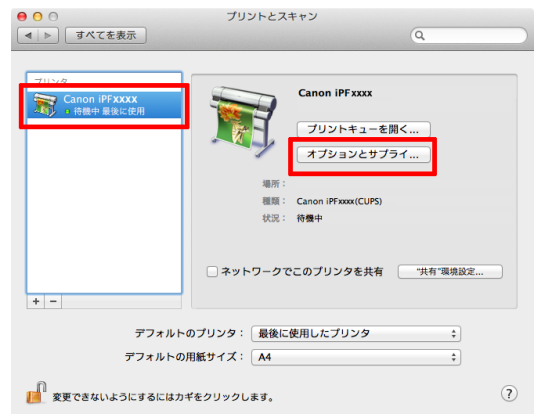 プリントとスキャン
すべてを表示
プリンタ
Canon iPFxxxx
待機中 最後に使用
Canon iPFxxxx
プリントキューを開く...
オプションとサプライ...
場所：
種類： Canon iPFxxxx(CUPS)
状況： 待機中
ネットワークでこのプリンタを共有 "共有"環境設定...
+ −
デフォルトのプリンタ： 最後に使用したプリンタ
デフォルトの用紙サイズ： A4
変更できないようにするにはカギをクリックします。 ?